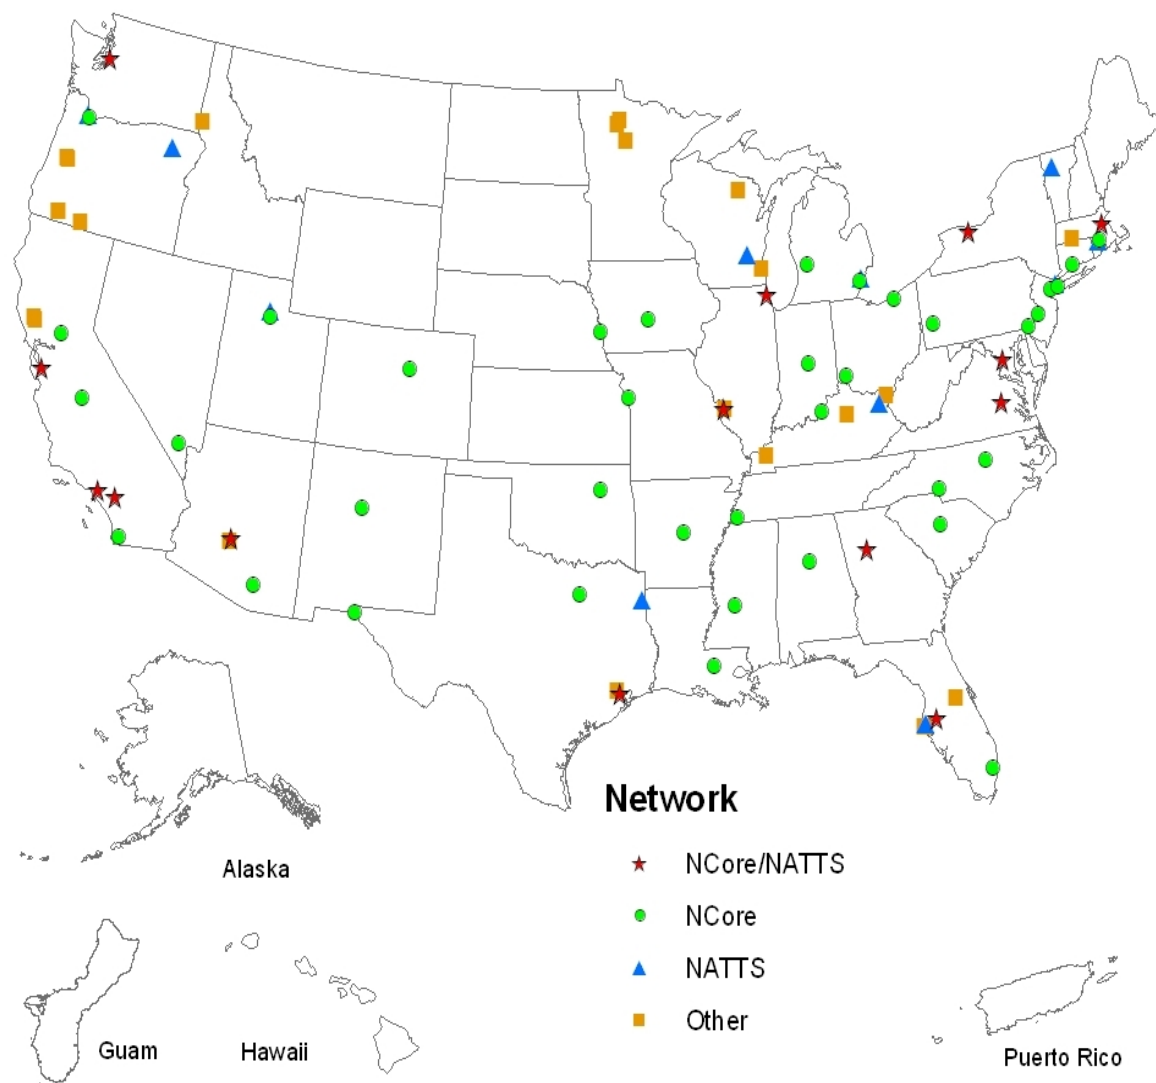 Network
NCore/NATTS
NCore
NATTS
Other
Alaska
Guam
Hawaii
Puerto Rico